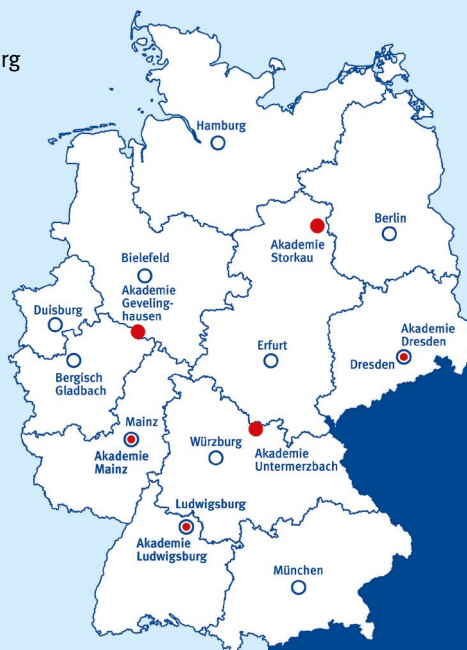 rg
Hamburg
Berlin
Akademie
Storkau
Bielefeld
Akademie
Geveling-
hausen
Duisburg
Bergisch
Gladbach
Erfurt
Akademie
Dresden
Dresden
Mainz
Akademie
Mainz
Würzburg
Akademie
Untermerzbach
Ludwigsburg
Akademie
Ludwigsburg
München